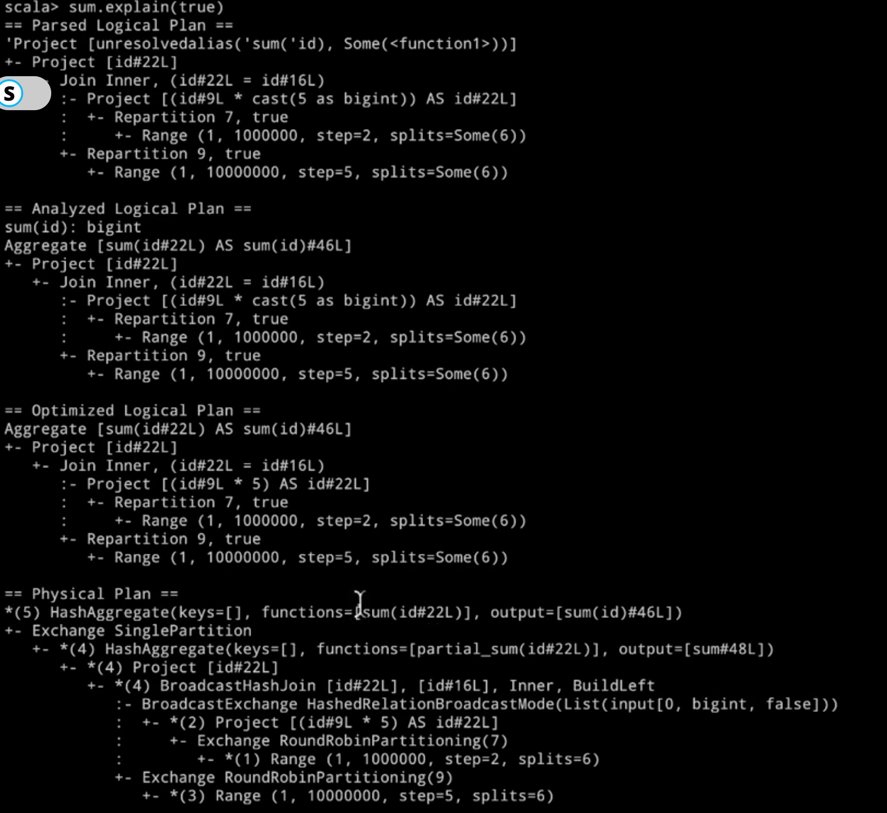 scala> sum.explain(true)
== Parsed Logical Plan ==
'Project [unresolvedalias('sum('id), Some(<function1>))]
+- Project [id#22L]
S Join Inner, (id#22L = id#16L)
:- Project [(id#9L * cast(5 as bigint)) AS id#22L]
:  +- Repartition 7, true
:     +- Range (1, 1000000, step=2, splits=Some(6))
+- Repartition 9, true
+- Range (1, 10000000, step=5, splits=Some(6))
== Analyzed Logical Plan ==
sum(id): bigint
Aggregate [sum(id#22L) AS sum(id)#46L]
+- Project [id#22L]
+- Join Inner, (id#22L = id#16L)
:- Project [(id#9L * cast(5 as bigint)) AS id#22L]
:  +- Repartition 7, true
:     +- Range (1, 1000000, step=2, splits=Some(6))
+- Repartition 9, true
+- Range (1, 10000000, step=5, splits=Some(6))
== Optimized Logical Plan ==
Aggregate [sum(id#22L) AS sum(id)#46L]
+- Project [id#22L]
+- Join Inner, (id#22L = id#16L)
:- Project [(id#9L * 5) AS id#22L]
:  +- Repartition 7, true
:     +- Range (1, 1000000, step=2, splits=Some(6))
+- Repartition 9, true
+- Range (1, 10000000, step=5, splits=Some(6))
== Physical Plan ==
*(5) HashAggregate(keys=[], functions=[sum(id#22L)], output=[sum(id)#46L])
+- Exchange SinglePartition
+- *(4) HashAggregate(keys=[], functions=[partial_sum(id#22L)], output=[sum#48L])
+- *(4) Project [id#22L]
+- *(4) BroadcastHashJoin [id#22L], [id#16L], Inner, BuildLeft
:- BroadcastExchange HashedRelationBroadcastMode(List(input[0, bigint, false]))
:  +- *(2) Project [(id#9L * 5) AS id#22L]
:     +- Exchange RoundRobinPartitioning(7)
:        +- *(1) Range (1, 1000000, step=2, splits=6)
+- Exchange RoundRobinPartitioning(9)
+- *(3) Range (1, 10000000, step=5, splits=6)